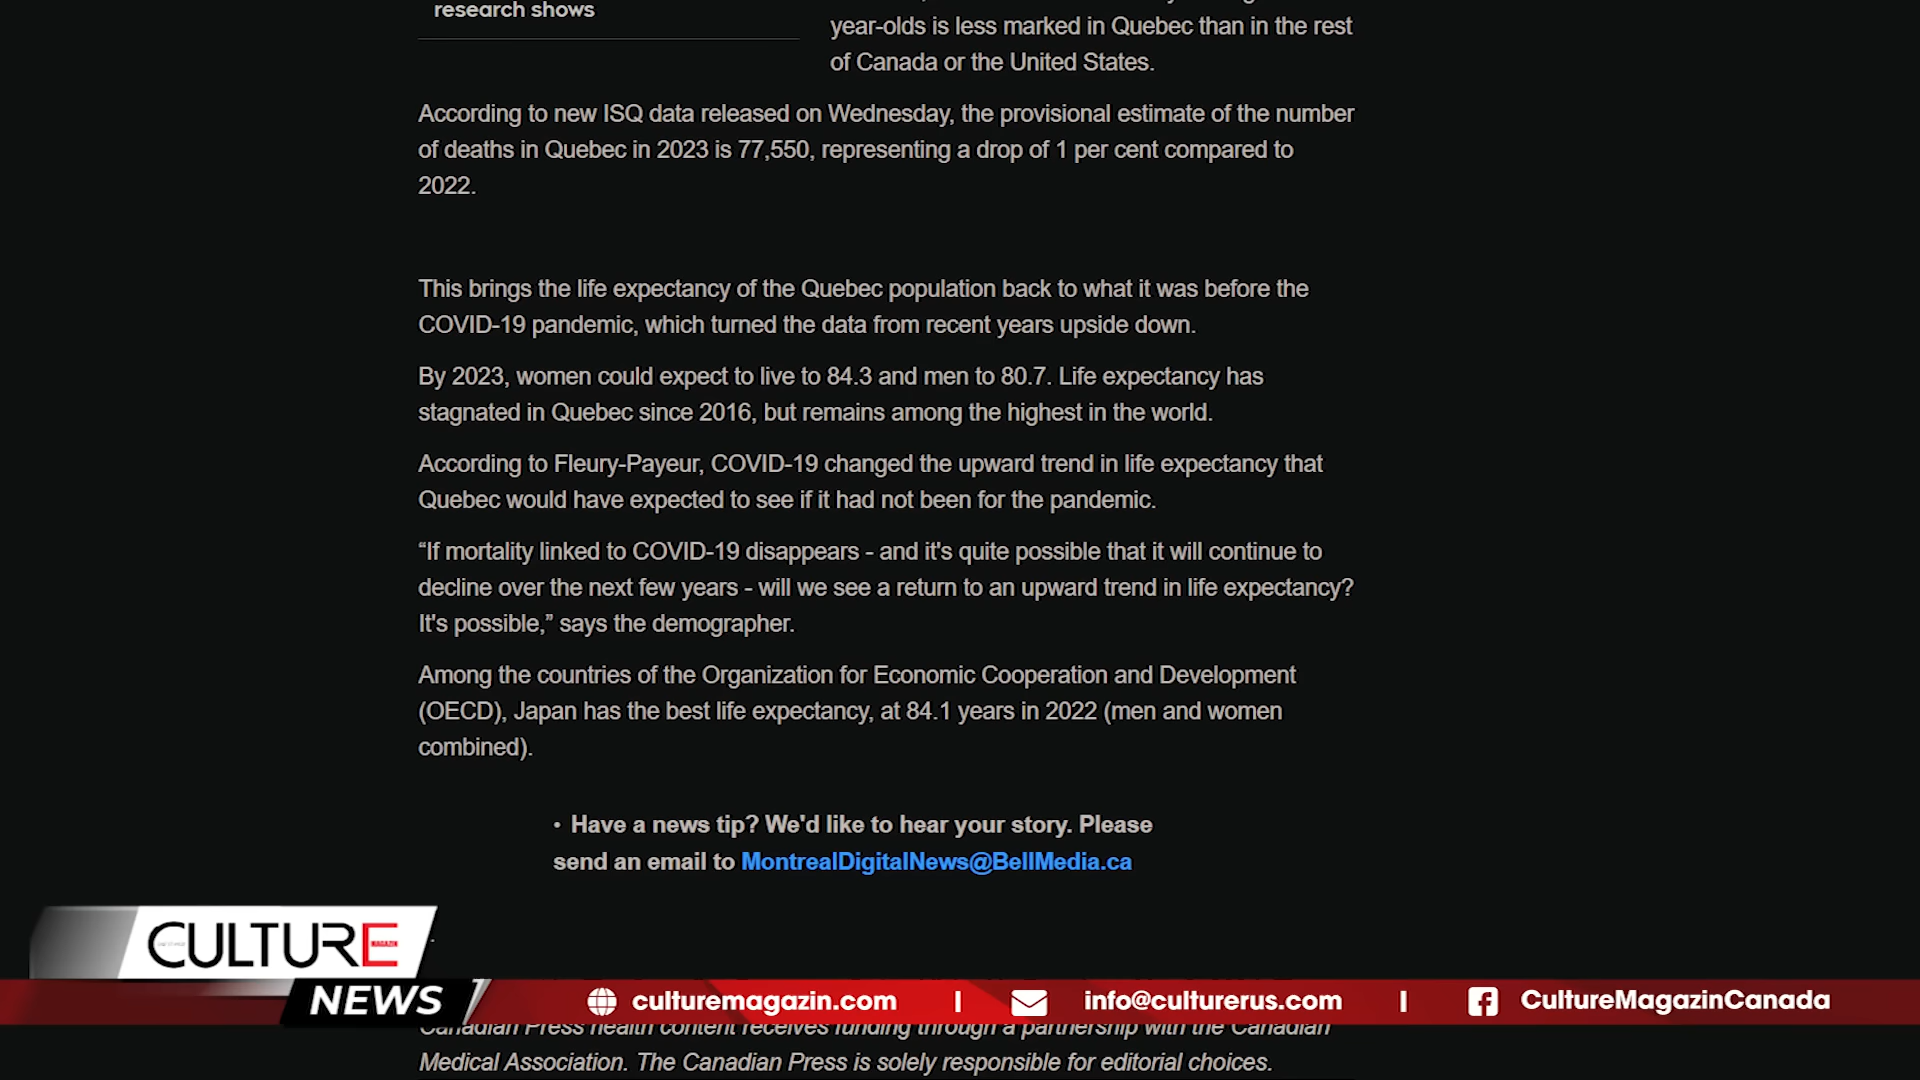 research shows
year-olds is less marked in Quebec than in the rest
of Canada or the United States.
According to new ISQ data released on Wednesday, the provisional estimate of the number
of deaths in Quebec in 2023 is 77,550, representing a drop of 1 per cent compared to
2022.
This brings the life expectancy of the Quebec population back to what it was before the
COVID-19 pandemic, which turned the data from recent years upside down.
By 2023, women could expect to live to 84.3 and men to 80.7. Life expectancy has
stagnated in Quebec since 2016, but remains among the highest in the world.
According to Fleury-Payeur, COVID-19 changed the upward trend in life expectancy that
Quebec would have expected to see if it had not been for the pandemic.
“If mortality linked to COVID-19 disappears - and it's quite possible that it will continue to
decline over the next few years - will we see a return to an upward trend in life expectancy?
It's possible,” says the demographer.
Among the countries of the Organization for Economic Cooperation and Development
(OECD), Japan has the best life expectancy, at 84.1 years in 2022 (men and women
combined).
• Have a news tip? We'd like to hear your story. Please
send an email to MontrealDigitalNews@BellMedia.ca
CULTURE
MAGAZIN
NEWS
culturemagazin.com | info@culturerus.com | CultureMagazinCanada
Canadian Press health content receives funding through a partnership with the Canadian
Medical Association. The Canadian Press is solely responsible for editorial choices.